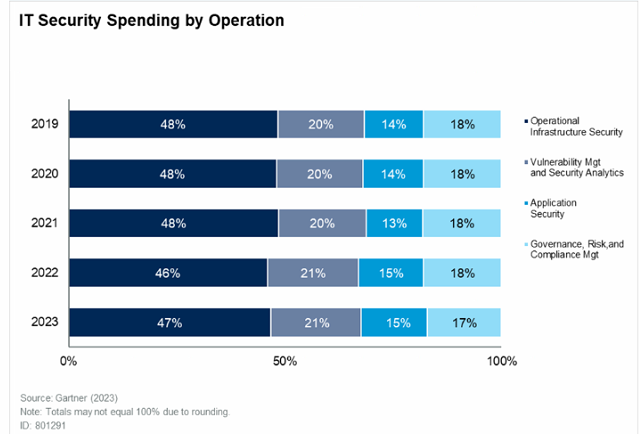 IT Security Spending by Operation
2019 48% 20% 14% 18%
2020 48% 20% 14% 18%
2021 48% 20% 13% 18%
2022 46% 21% 15% 18%
2023 47% 21% 15% 17%
0% 50% 100%
Operational
Infrastructure Security
Vulnerability Mgt
and Security Analytics
Application
Security
Governance, Risk,and
Compliance Mgt
Source: Gartner (2023)
Note: Totals may not equal 100% due to rounding.
ID: 801291